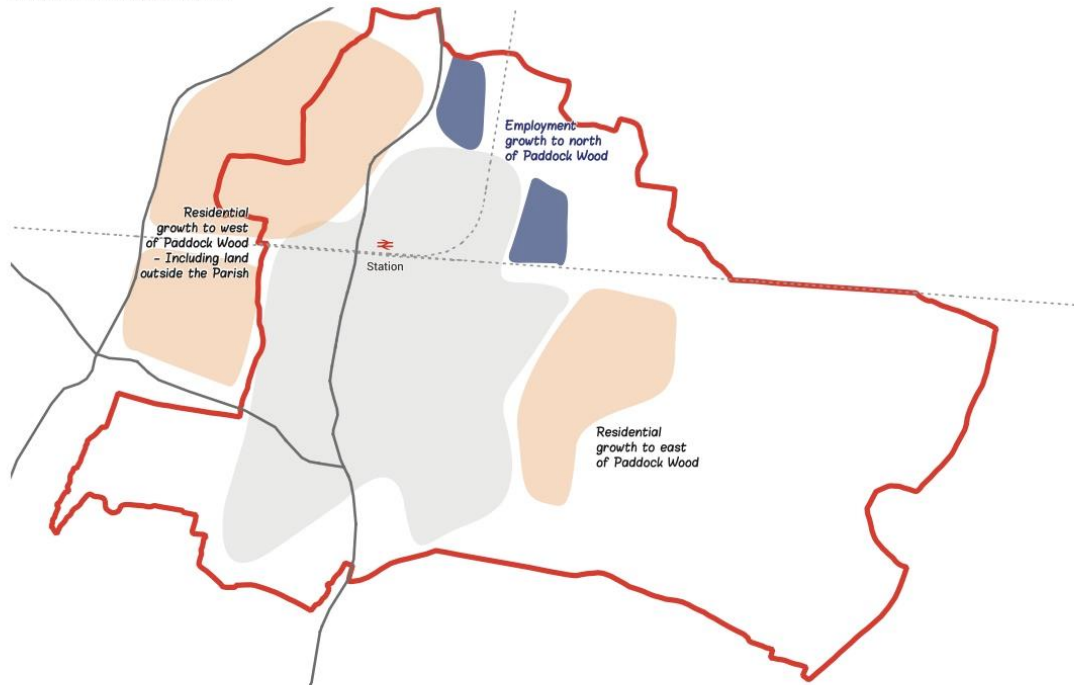 Employment
growth to north
of Paddock Wood
Residential
growth to west
of Paddock Wood
- Including land
outside the Parish
Station
Residential
growth to east
of Paddock Wood